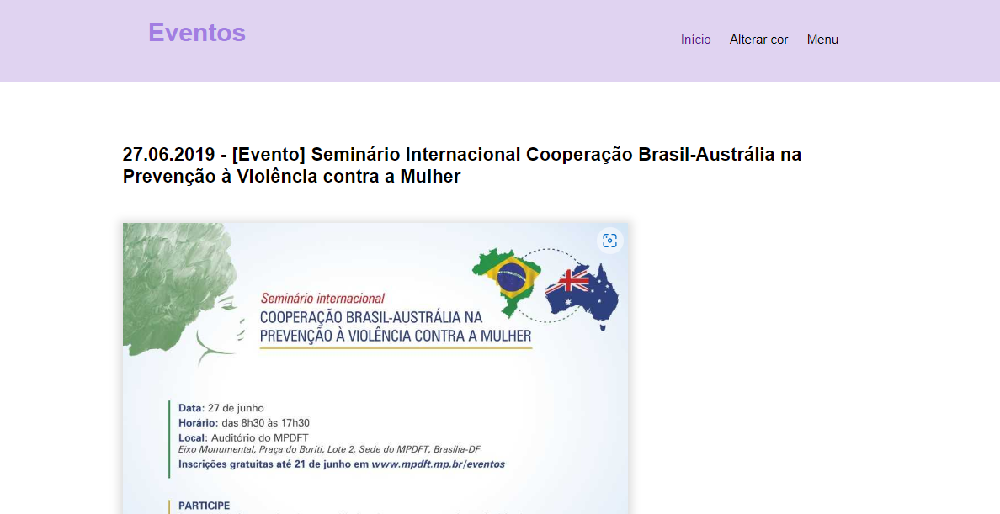 Eventos
Início Alterar cor Menu
27.06.2019 - [Evento] Seminário Internacional Cooperação Brasil-Austrália na
Prevenção à Violência contra a Mulher
Seminário internacional
COOPERAÇÃO BRASIL-AUSTRÁLIA NA
PREVENÇÃO À VIOLÊNCIA CONTRA A MULHER
Data: 27 de junho
Horário: das 8h30 às 17h30
Local: Auditório do MPDFT
Eixo Monumental, Praça do Buriti, Lote 2, Sede do MPDFT, Brasília-DF
Inscrições gratuitas até 21 de junho em www.mpdft.mp.br/eventos
PARTICIPE